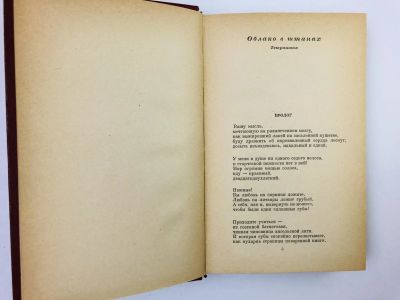 Облако в штанах
Тетраптих
ПРОЛОГ
Вашу мысль,
мечтающую на размягченном мозгу,
как выжиревший лакей на засаленной кушетке,
буду дразнить об окровавленный сердца лоскут;
досыта изъиздеваюсь, нахальный и едкий.
У меня в душе ни одного седого волоса,
и старческой нежности нет в ней!
Мир огромив мощью голоса,
иду — красивый,
двадцатидвухлетний.
Нежные!
Вы любовь на скрипки ложите.
Любовь на литавры ложит грубый.
А себя, как я, вывернуть не можете,
чтобы были одни сплошные губы!
Приходите учиться —
из гостиной батистовая,
чинная чиновница ангельской лиги.
И которая губы спокойно перелистывает,
как кухарка страницы поваренной книги.
5